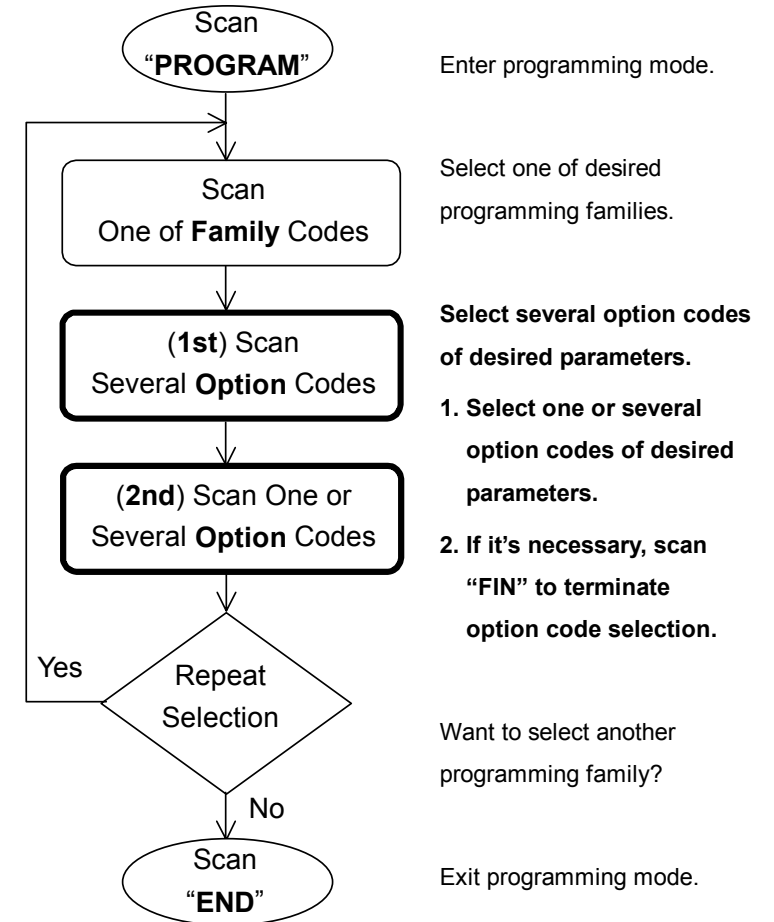 Scan
“PROGRAM”
Enter programming mode.
Scan
One of Family Codes
Select one of desired
programming families.
(1st) Scan
Several Option Codes
Select several option codes
of desired parameters.
1. Select one or several
option codes of desired
parameters.
(2nd) Scan One or
Several Option Codes
2. If it’s necessary, scan
“FIN” to terminate
option code selection.
Yes
Repeat
Selection
Want to select another
programming family?
No
Scan
“END”
Exit programming mode.